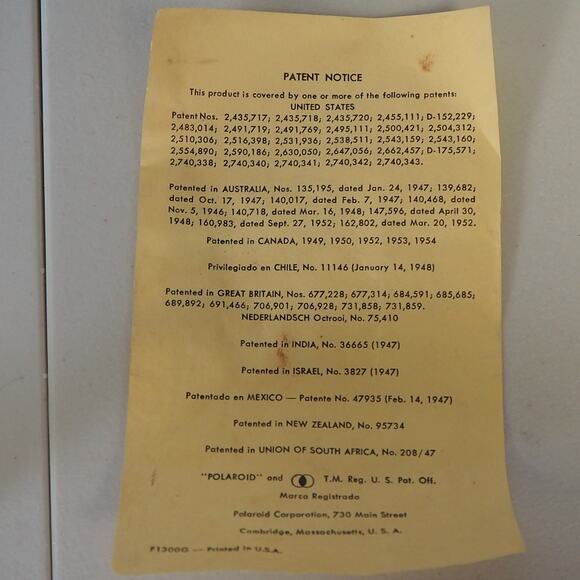 PATENT NOTICE
This product is covered by one or more of the following patents:
UNITED STATES
Patent Nos. 2,435,717; 2,435,718; 2,435,720; 2,455,111; D-152,229;
2,483,014; 2,491,719; 2,491,769; 2,495,111; 2,500,421; 2,504,312;
2,510,306; 2,516,398; 2,531,936; 2,538,511; 2,543,159; 2,543,160;
2,554,890; 2,590,186; 2,630,050; 2,647,056; 2,662,457; D-175,571;
2,740,338; 2,740,340; 2,740,341; 2,740,342; 2,740,343.
Patented in AUSTRALIA, Nos. 135,195, dated Jan. 24, 1947; 139,682;
dated Oct. 17, 1947; 140,017, dated Feb. 7, 1947; 140,468, dated
Nov. 5, 1946; 140,718, dated Mar. 16, 1948; 147,596, dated April 30,
1948; 160,983, dated Sept. 27, 1952; 162,802, dated Mar. 20, 1952.
Patented in CANADA, 1949, 1950, 1952, 1953, 1954
Privilegiado en CHILE, No. 11146 (January 14, 1948)
Patented in GREAT BRITAIN, Nos. 677,228; 677,314; 684,591; 685,685;
689,892; 691,466; 706,901; 706,928; 731,858; 731,859.
NEDERLANDSCH Octrooi, No. 75,410
Patented in INDIA, No. 36665 (1947)
Patented in ISRAEL, No. 3827 (1947)
Patentado en MEXICO — Patente No. 47935 (Feb. 14, 1947)
Patented in NEW ZEALAND, No. 95734
Patented in UNION OF SOUTH AFRICA, No. 208/47
"POLAROID" and T.M. Reg. U. S. Pat. Off.
Marca Registrada
Polaroid Corporation, 730 Main Street
Cambridge, Massachusetts, U. S. A.
F1300G — Printed in U.S.A.